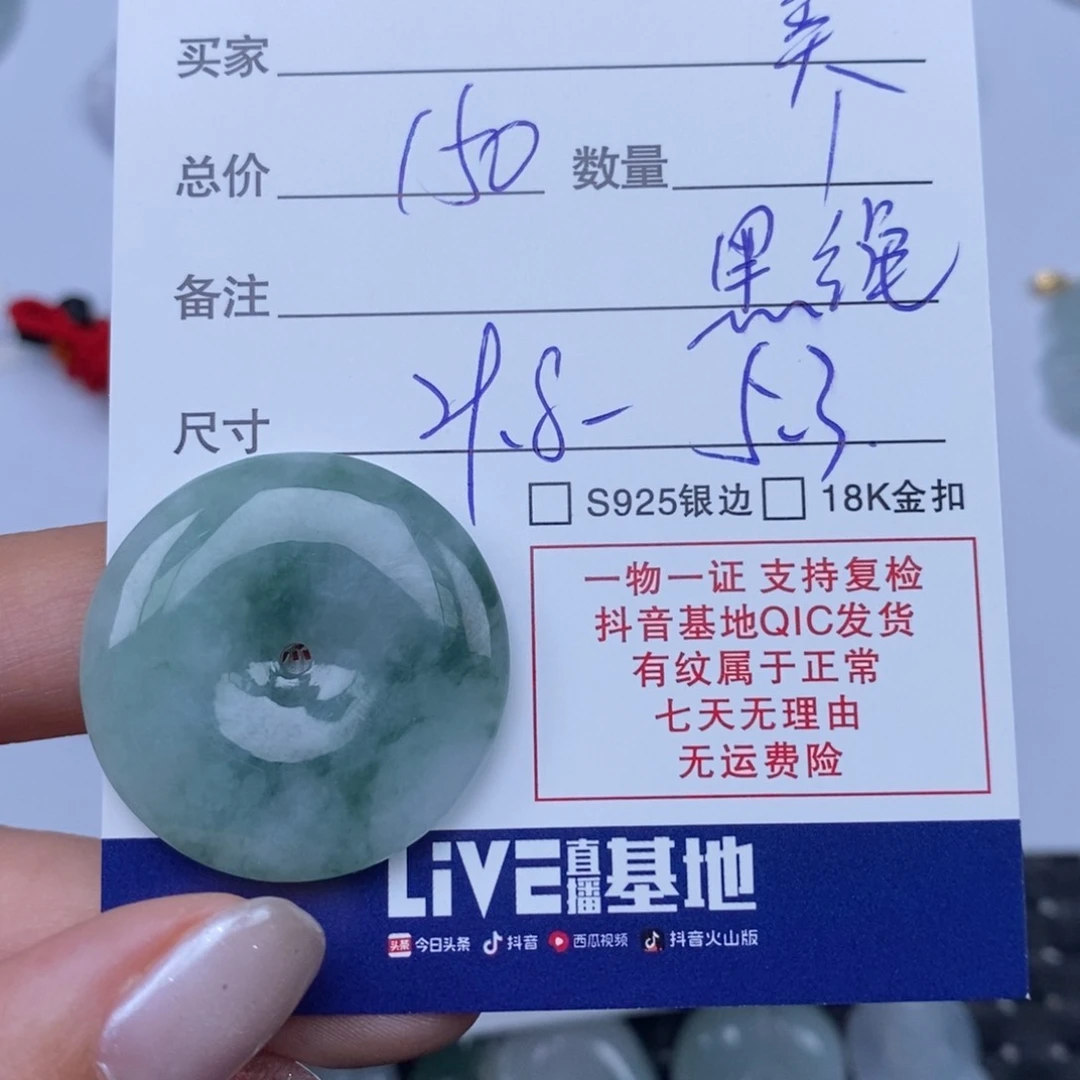 买家
总价 150 数量 1
备注 黑绳
尺寸 .8-5.3
S925银边 18K金扣
一物一证 支持复检
抖音基地QIC发货
有纹属于正常
七天无理由
无运费险
LiVE直播基地
头条 今日头条 抖音 西瓜视频 抖音火山版